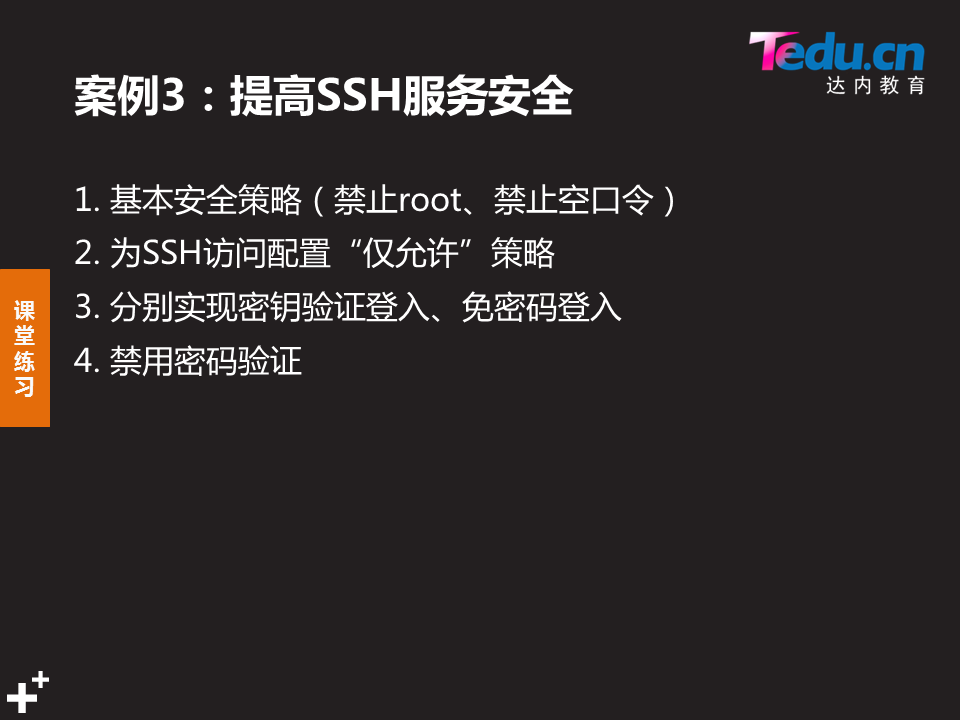 Tedu.cn
达内教育
案例3：提高SSH服务安全
1. 基本安全策略（禁止root、禁止空口令）
2. 为SSH访问配置“仅允许”策略
3. 分别实现密钥验证登入、免密码登入
4. 禁用密码验证
课堂练习